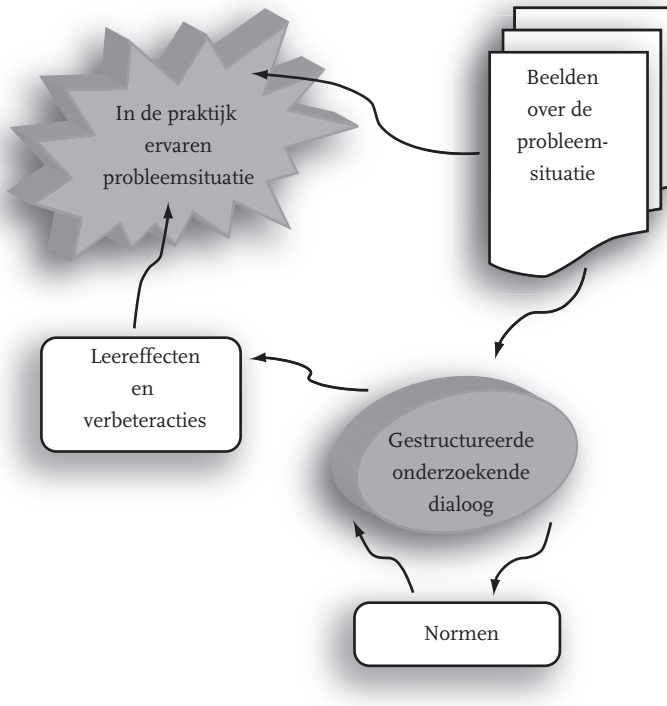 In de praktijk
ervaren
probleemsituatie
Beelden
over de
probleem-
situatie
Leereffecten
en
verbeteracties
Gestructureerde
onderzoekende
dialoog
Normen